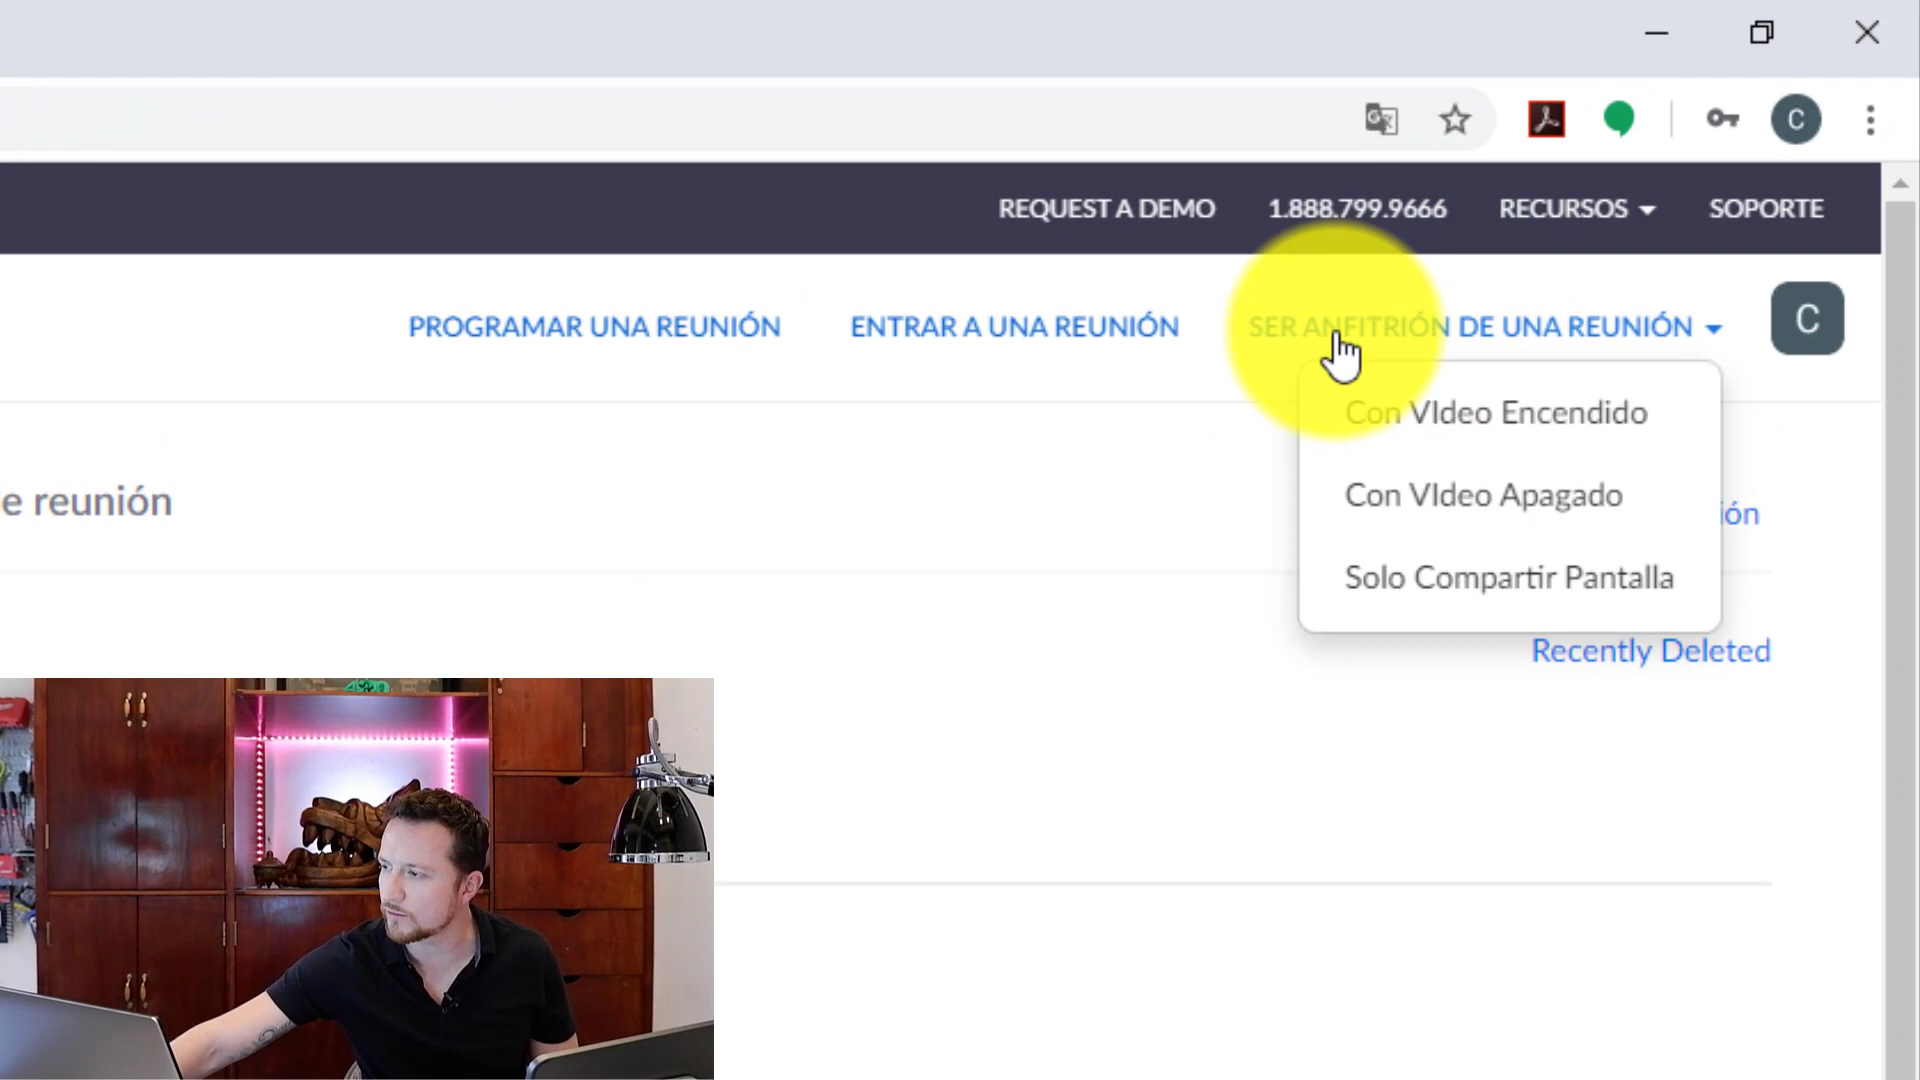 C
REQUEST A DEMO 1.888.799.9666 RECURSOS SOPORTE
PROGRAMAR UNA REUNIÓN ENTRAR A UNA REUNIÓN SER ANFITRIÓN DE UNA REUNIÓN C
Con VIdeo Encendido
e reunión
Con VIdeo Apagado
ión
Solo Compartir Pantalla
Recently Deleted